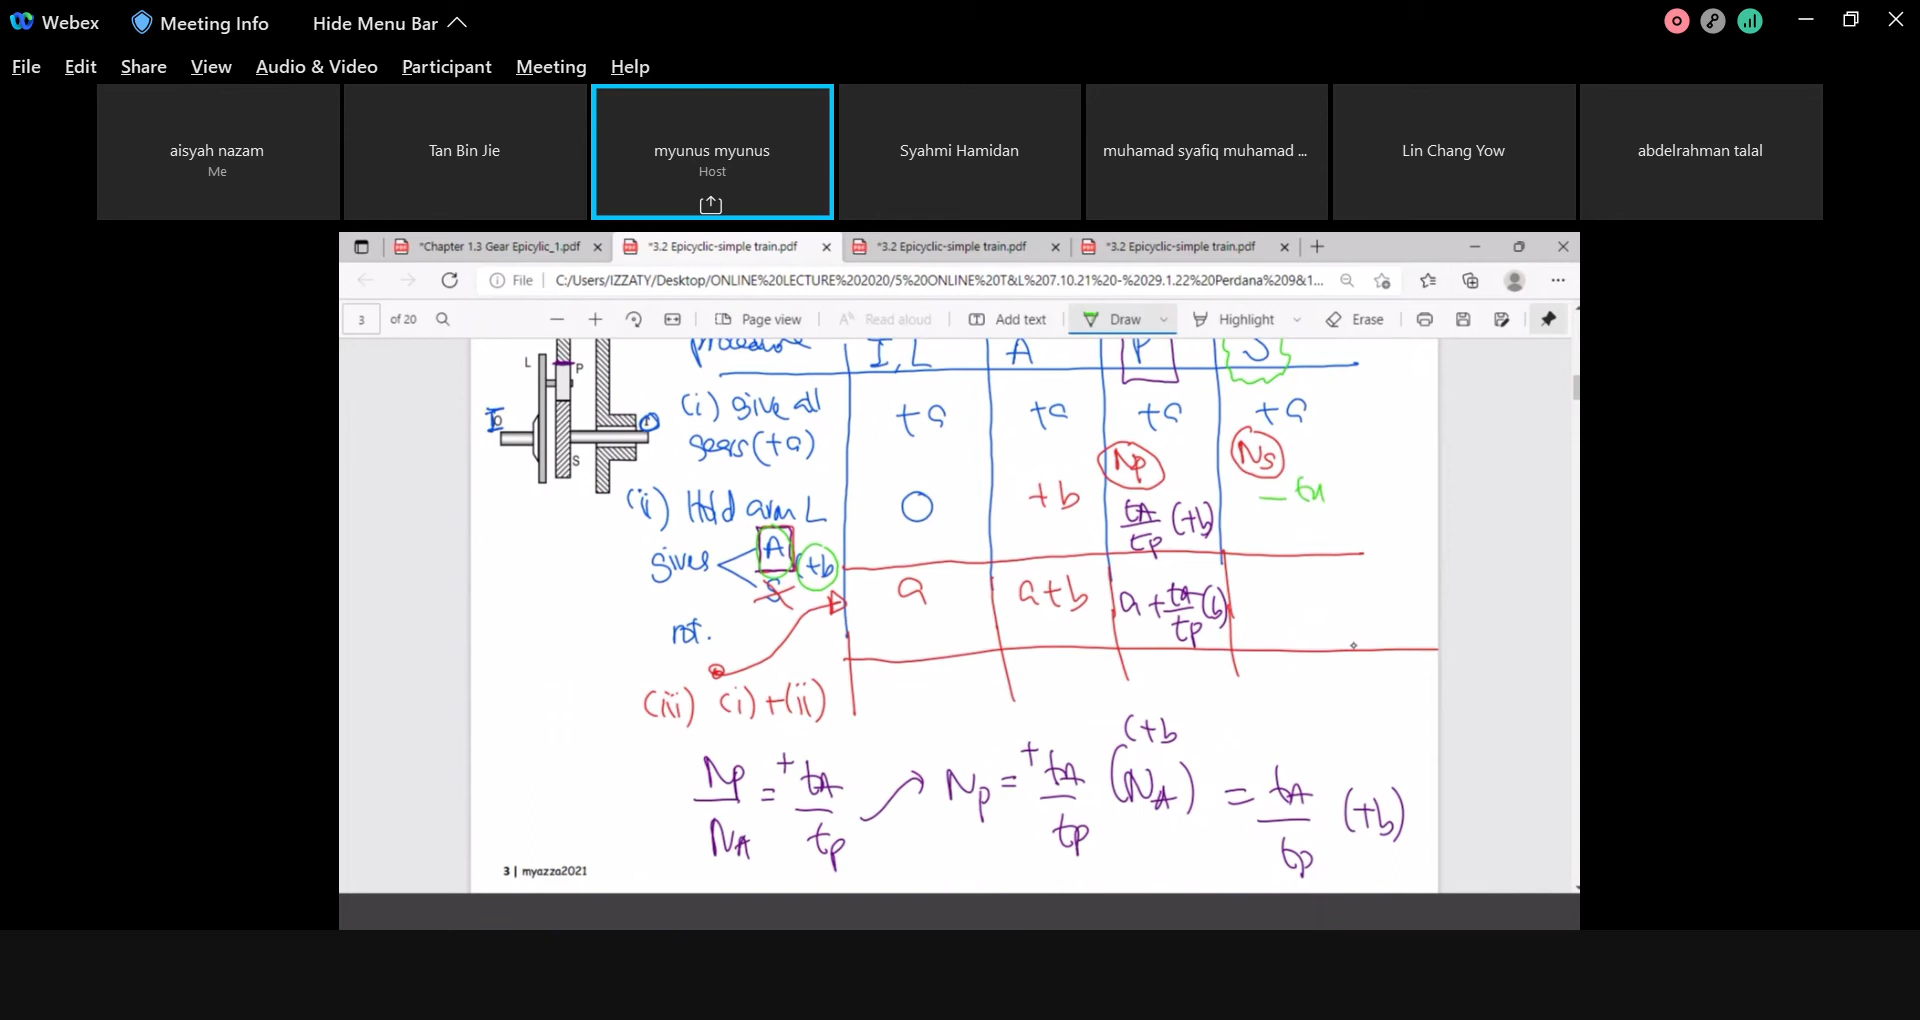 Webex Meeting Info Hide Menu Bar
File Edit Share View Audio & Video Participant Meeting Help
aisyah nazam
Me
Tan Bin Jie
myunus myunus
Host
Syahmi Hamidan
muhamad syafiq muhamad ...
Lin Chang Yow
abdelrahman talal
*Chapter 1.3 Gear Epicylic_1.pdf
*3.2 Epicyclic-simple train.pdf
*3.2 Epicyclic-simple train.pdf
*3.2 Epicyclic-simple train.pdf
File C:/Users/IZZATY/Desktop/ONLINE%20LECTURE%202020/5%20ONLINE%20T&L%207.10.21%20-%2029.1.22%20Perdana%209&1...
3 of 20 Page view Read aloud Add text Draw Highlight Erase
procedure I, L A P S
L P
(i) give all +a +a +a +a
gears (+a)
I
S
Np Ns
(ii) Hold arm L 0 +b tA/tp (+b)
gives A +b
S
a a+b a + tA/tp (b)
rot.
(iii) (i) + (ii)
(+b
Np/NA = + tA/tp Np = + tA/tp (NA) = tA/tp (+b)
3 | myazza2021